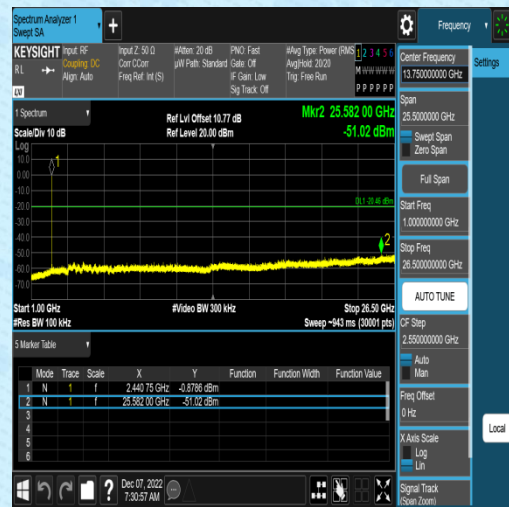 Spectrum Analyzer 1
Swept SA
Frequency
KEYSIGHT Input: RF Input Z: 50 Ω #Atten: 20 dB PNO: Fast #Avg Type: Power (RMS 1 2 3 4 5 6
RL Coupling: DC Corr CCorr µW Path: Standard Gate: Off Avg|Hold: 20/20 M W W W W W
Align: Auto Freq Ref: Int (S) IF Gain: Low Trig: Free Run
LXI Sig Track: Off P P P P P P
1 Spectrum
Ref Lvl Offset 10.77 dB Mkr2 25.582 00 GHz
Scale/Div 10 dB Ref Level 20.00 dBm -51.02 dBm
Log
10.0
0.00
-10.0
-20.0
-30.0
-40.0
-50.0
-60.0
-70.0
1
DL1 -20.46 dBm
2
Start 1.00 GHz #Video BW 300 kHz Stop 26.50 GHz
#Res BW 100 kHz Sweep ~943 ms (30001 pts)
5 Marker Table
Mode Trace Scale X Y Function Function Width Function Value
1 N 1 f 2.440 75 GHz -0.8786 dBm
2 N 1 f 25.582 00 GHz -51.02 dBm
3
4
5
6
Dec 07, 2022
7:30:57 AM
Center Frequency
13.750000000 GHz
Settings
Span
25.5000000 GHz
Swept Span
Zero Span
Full Span
Start Freq
1.000000000 GHz
Stop Freq
26.500000000 GHz
AUTO TUNE
CF Step
2.550000000 GHz
Auto
Man
Freq Offset
0 Hz
X Axis Scale
Log
Lin
Signal Track
(Span Zoom)
Local